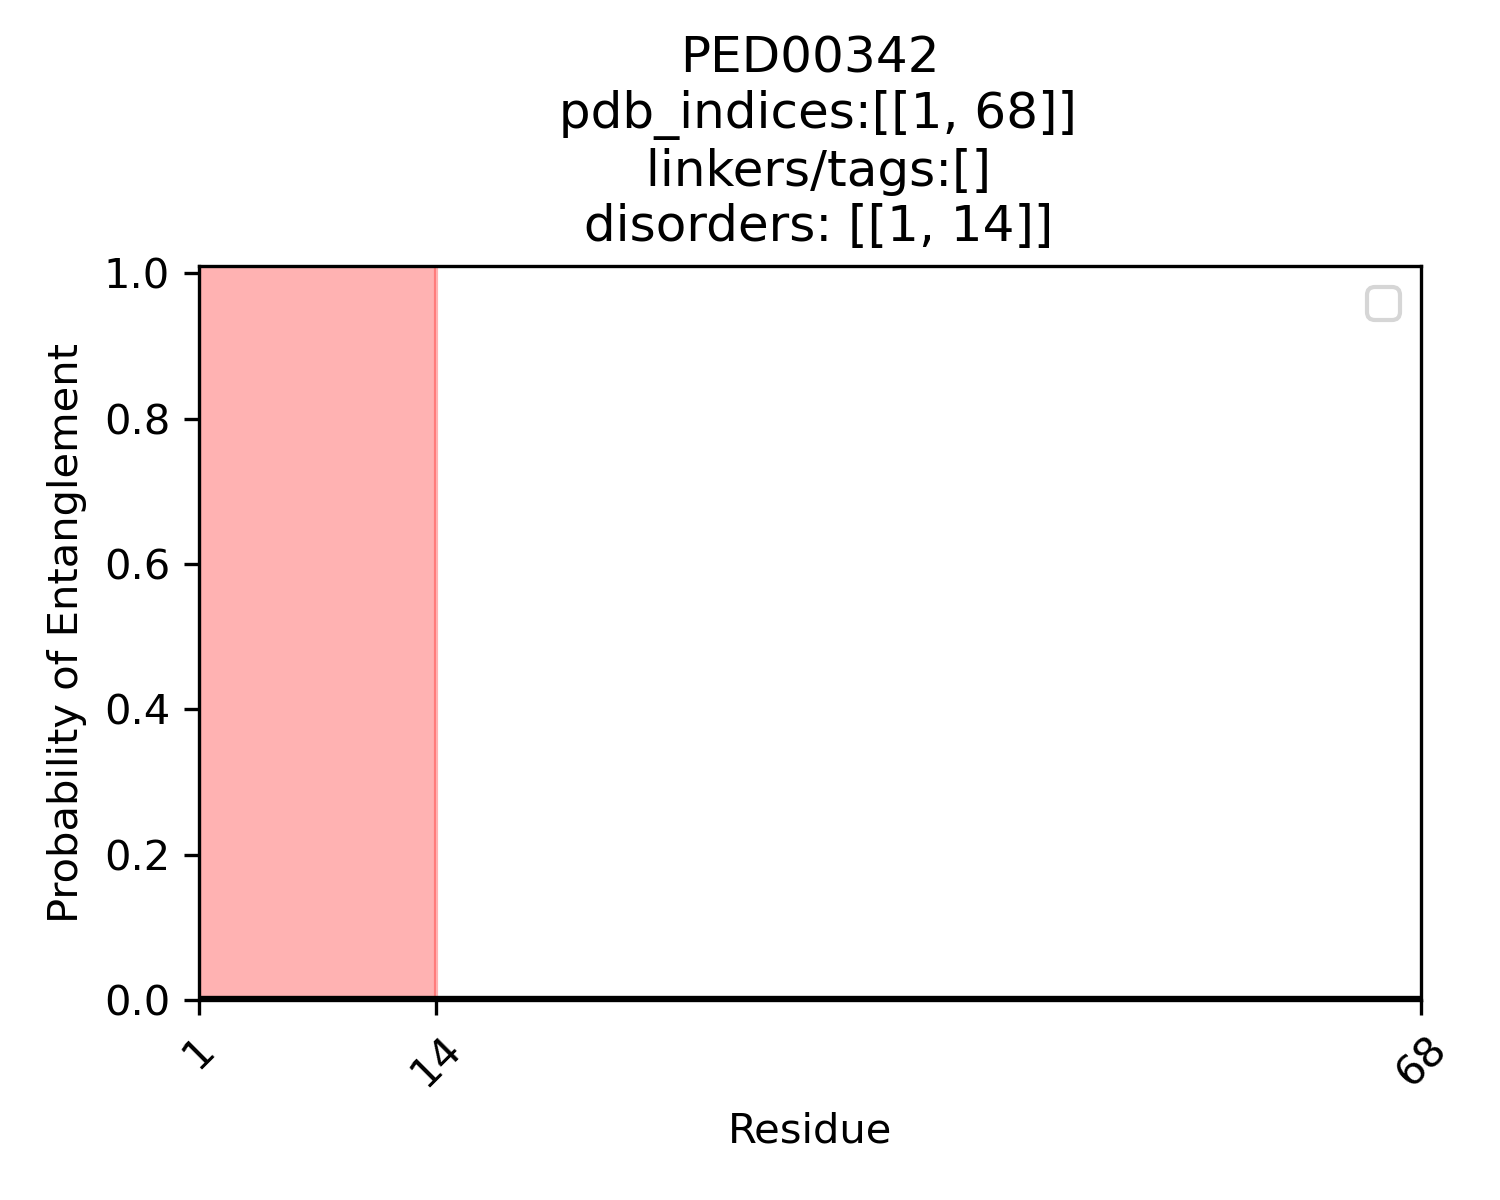 PED00342
pdb_indices:[[1, 68]]
linkers/tags:[]
disorders: [[1, 14]]
1.0
0.8
0.6
0.4
0.2
0.0
Probability of Entanglement
1
14
68
Residue